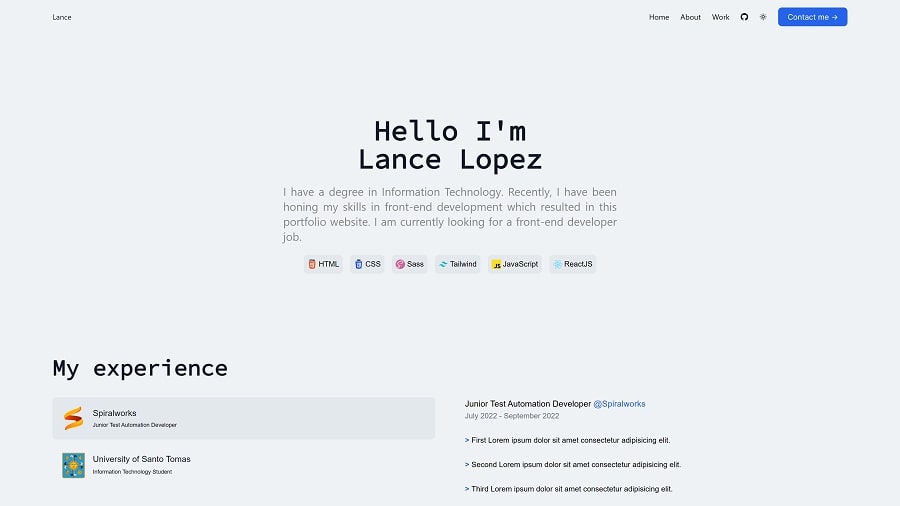 Lance
Home About Work Contact me →
Hello I'm
Lance Lopez
I have a degree in Information Technology. Recently, I have been
honing my skills in front-end development which resulted in this
portfolio website. I am currently looking for a front-end developer
job.
HTML CSS Sass Tailwind JavaScript ReactJS
My experience
Spiralworks
Junior Test Automation Developer
University of Santo Tomas
Information Technology Student
Junior Test Automation Developer @Spiralworks
July 2022 - September 2022
> First Lorem ipsum dolor sit amet consectetur adipisicing elit.
> Second Lorem ipsum dolor sit amet consectetur adipisicing elit.
> Third Lorem ipsum dolor sit amet consectetur adipisicing elit.